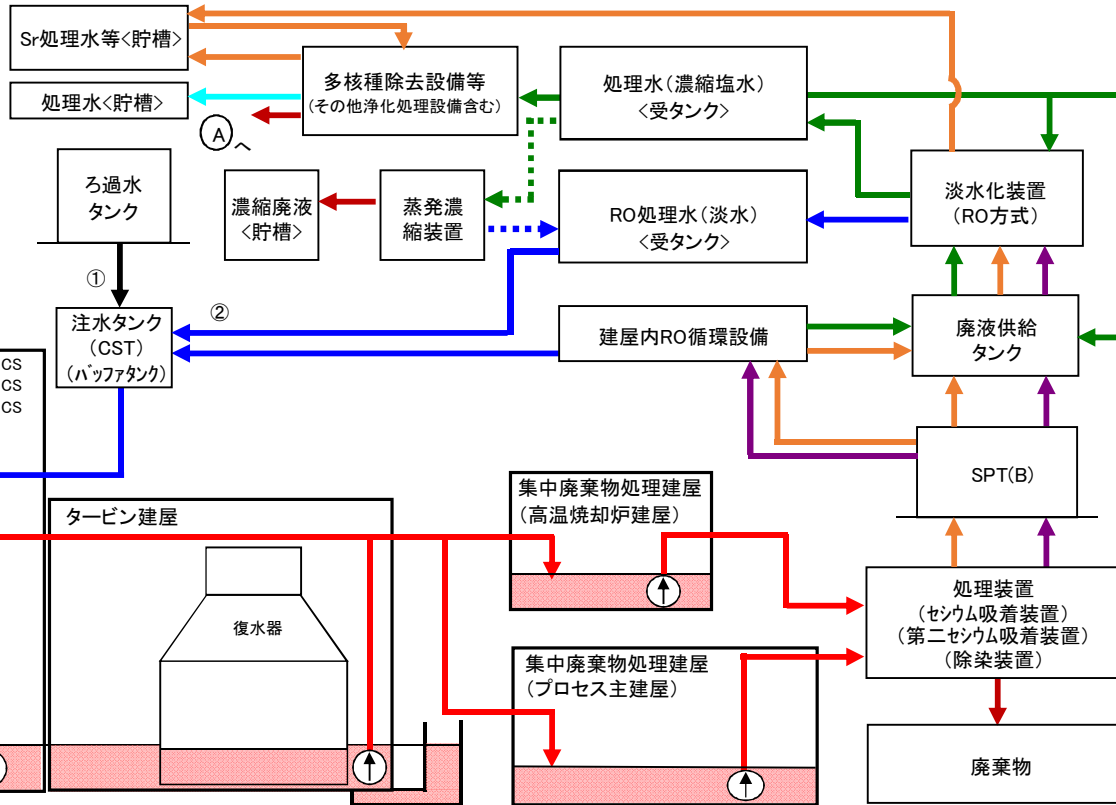 Sr処理水等<貯槽>
処理水<貯槽>
多核種除去設備等
(その他浄化処理設備含む)
処理水(濃縮塩水)
<受タンク>
Aへ
ろ過水
タンク
濃縮廃液
<貯槽>
蒸発濃
縮装置
RO処理水(淡水)
<受タンク>
淡水化装置
(RO方式)
①
②
注水タンク
(CST)
(バッファタンク)
建屋内RO循環設備
廃液供給
タンク
CS
CS
CS
SPT(B)
タービン建屋
復水器
集中廃棄物処理建屋
(高温焼却炉建屋)
集中廃棄物処理建屋
(プロセス主建屋)
処理装置
(セシウム吸着装置)
(第二セシウム吸着装置)
(除染装置)
廃棄物